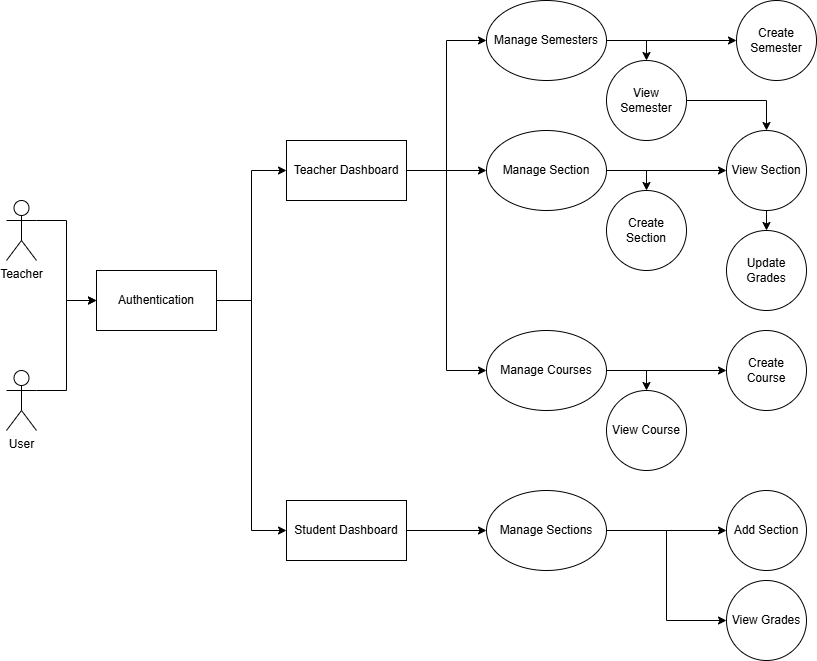 Teacher
User
Authentication
Teacher Dashboard
Student Dashboard
Manage Semesters
Create
Semester
View
Semester
Manage Section
View Section
Create
Section
Update
Grades
Manage Courses
Create
Course
View Course
Manage Sections
Add Section
View Grades